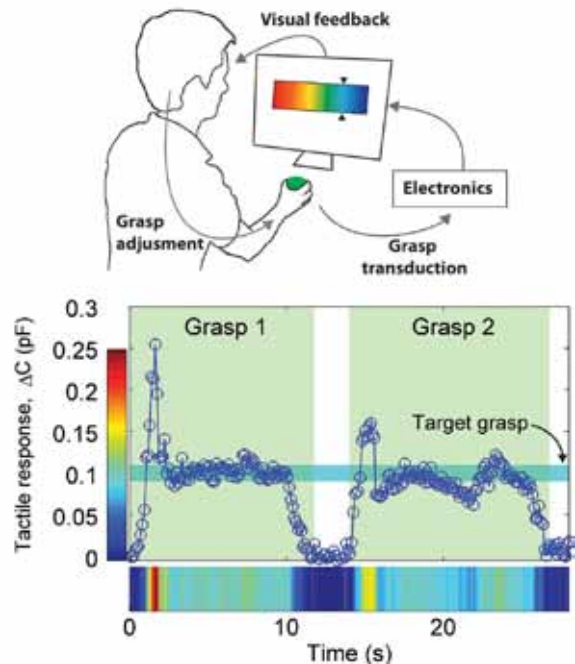 Visual feedback
Electronics
Grasp
adjusment
Grasp
transduction
Tactile response, ΔC (pF)
0.3
0.25
0.2
0.15
0.1
0.05
0
Grasp 1
Grasp 2
Target grasp
0
10
20
Time (s)